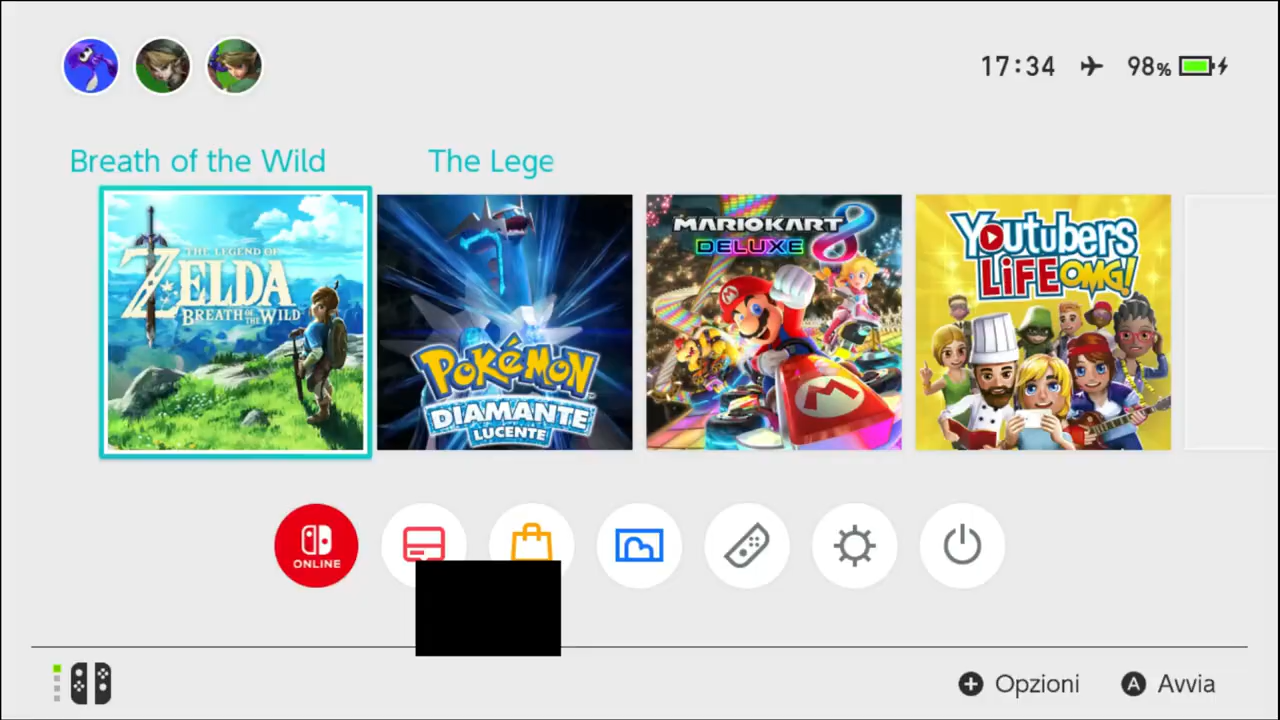 17:34
98%
Breath of the Wild The Lege
THE LEGEND OF
ZELDA
BREATH OF THE WILD
POKÉMON
DIAMANTE
LUCENTE
MARIOKART 8
DELUXE
Youtubers
LIFE OMG!
ONLINE
Opzioni
A Avvia